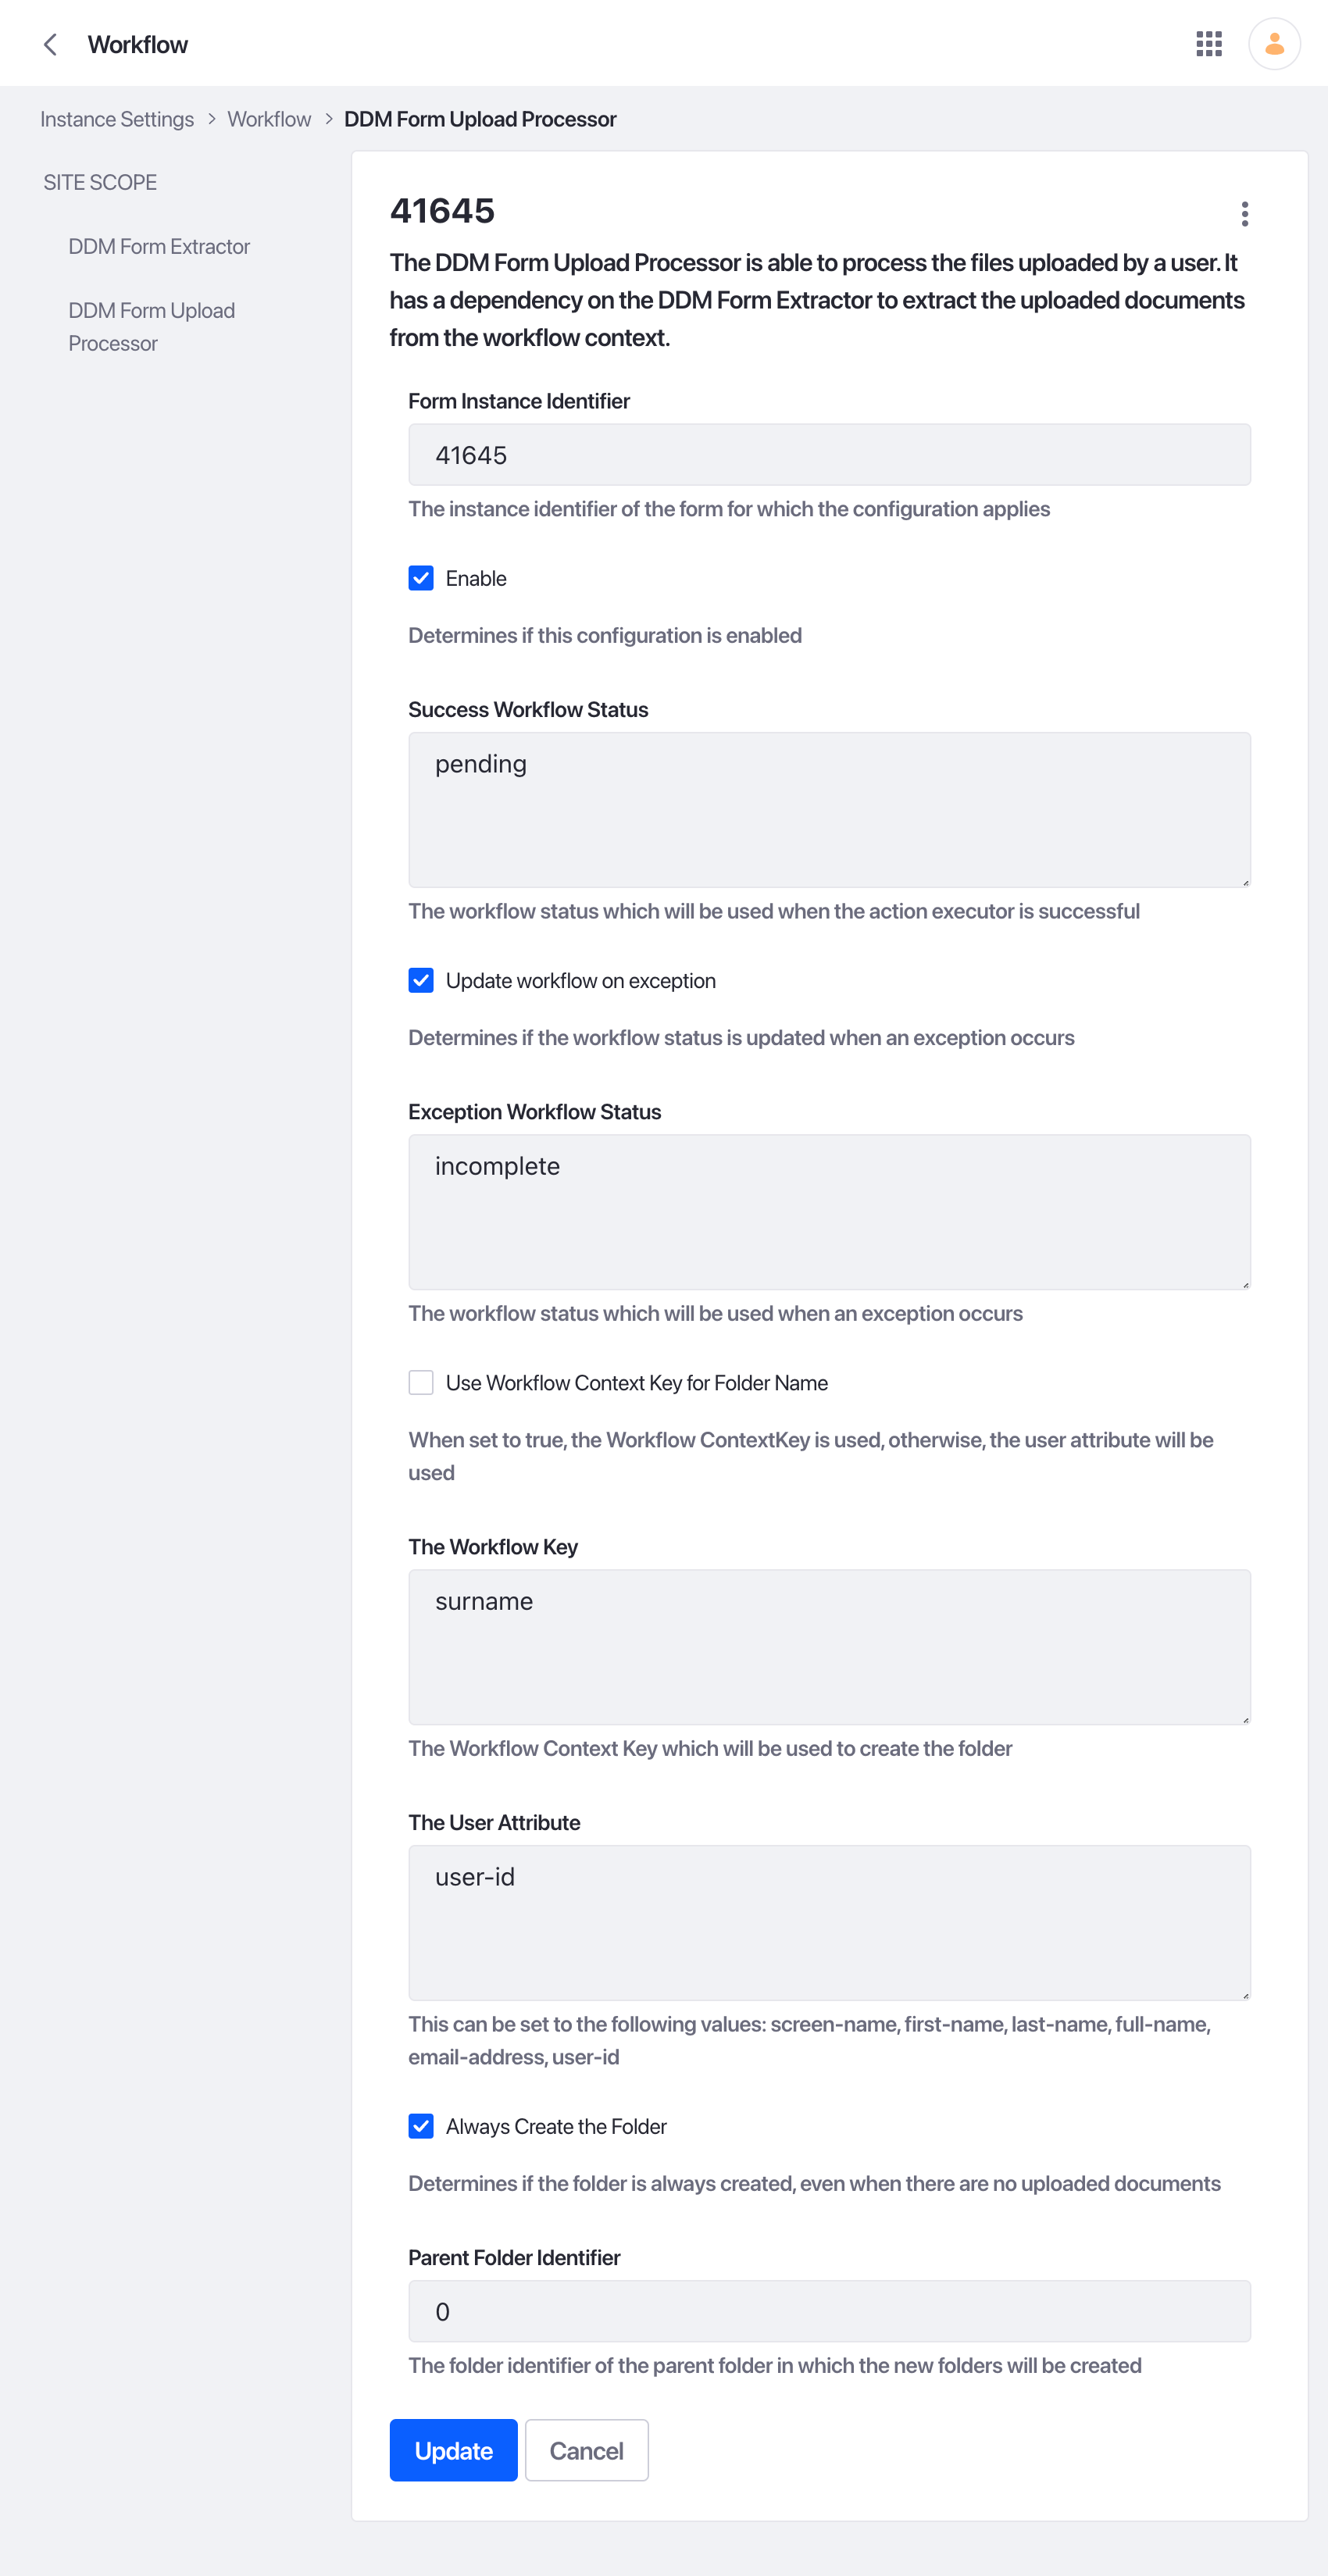 Workflow
Instance Settings > Workflow > DDM Form Upload Processor
SITE SCOPE
DDM Form Extractor
DDM Form Upload
Processor
41645
The DDM Form Upload Processor is able to process the files uploaded by a user. It
has a dependency on the DDM Form Extractor to extract the uploaded documents
from the workflow context.
Form Instance Identifier
41645
The instance identifier of the form for which the configuration applies
Enable
Determines if this configuration is enabled
Success Workflow Status
pending
The workflow status which will be used when the action executor is successful
Update workflow on exception
Determines if the workflow status is updated when an exception occurs
Exception Workflow Status
incomplete
The workflow status which will be used when an exception occurs
Use Workflow Context Key for Folder Name
When set to true, the Workflow ContextKey is used, otherwise, the user attribute will be
used
The Workflow Key
surname
The Workflow Context Key which will be used to create the folder
The User Attribute
user-id
This can be set to the following values: screen-name, first-name, last-name, full-name,
email-address, user-id
Always Create the Folder
Determines if the folder is always created, even when there are no uploaded documents
Parent Folder Identifier
0
The folder identifier of the parent folder in which the new folders will be created
Update Cancel